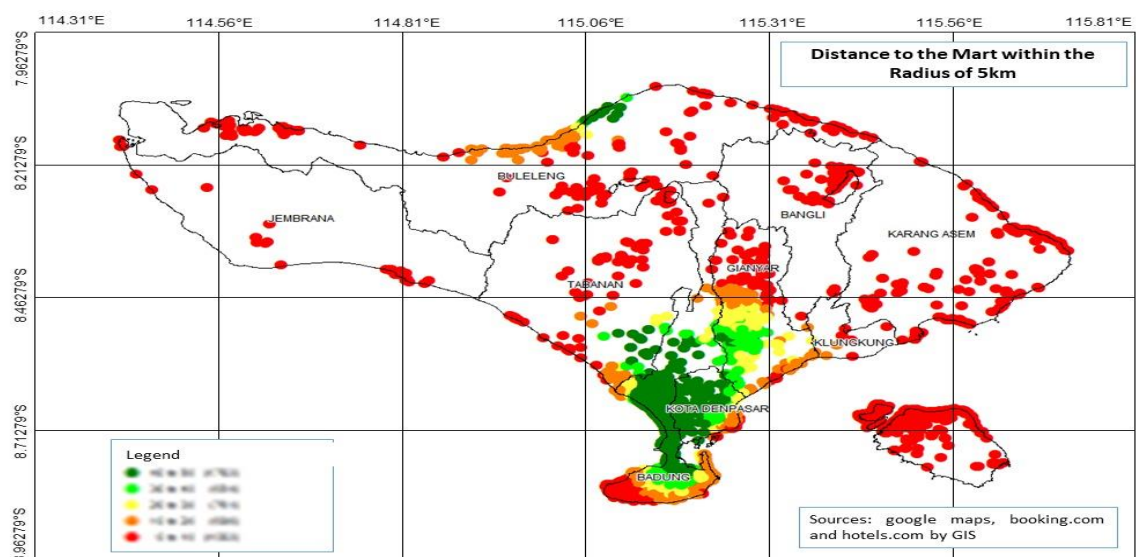 114.31°E 114.56°E 114.81°E 115.06°E 115.31°E 115.56°E 115.81°E
7.96279°S
Distance to the Mart within the
Radius of 5km
8.21279°S
BULELENG
JEMBRANA
BANGLI
KARANG ASEM
GIANYAR
TABANAN
8.46279°S
KLUNGKUNG
KOTA DENPASAR
8.71279°S
BADUNG
Legend
Sources: google maps, booking.com
and hotels.com by GIS
8.96279°S